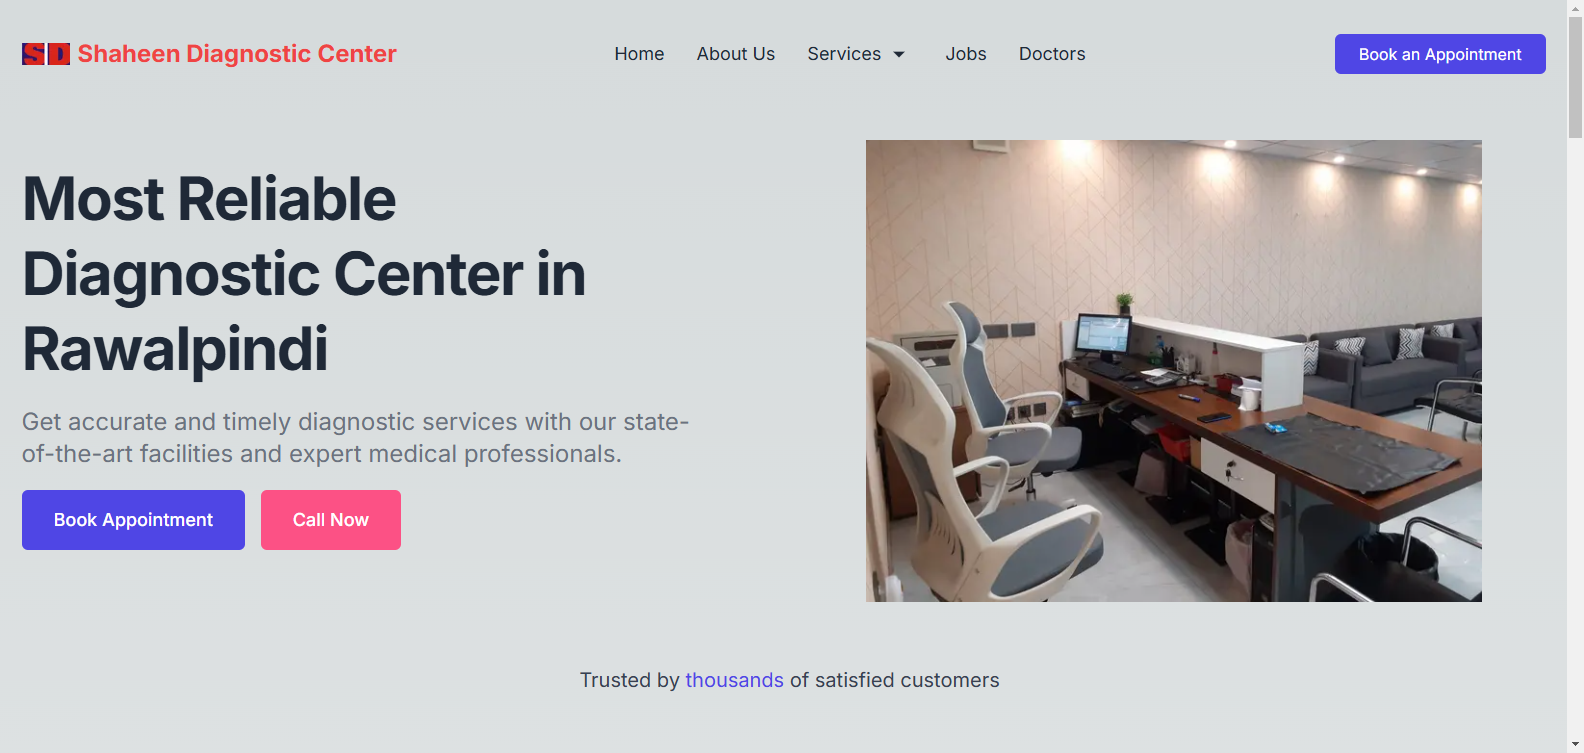 SD Shaheen Diagnostic Center
Home About Us Services Jobs Doctors
Book an Appointment
Most Reliable
Diagnostic Center in
Rawalpindi
Get accurate and timely diagnostic services with our state-
of-the-art facilities and expert medical professionals.
Book Appointment Call Now
Trusted by thousands of satisfied customers